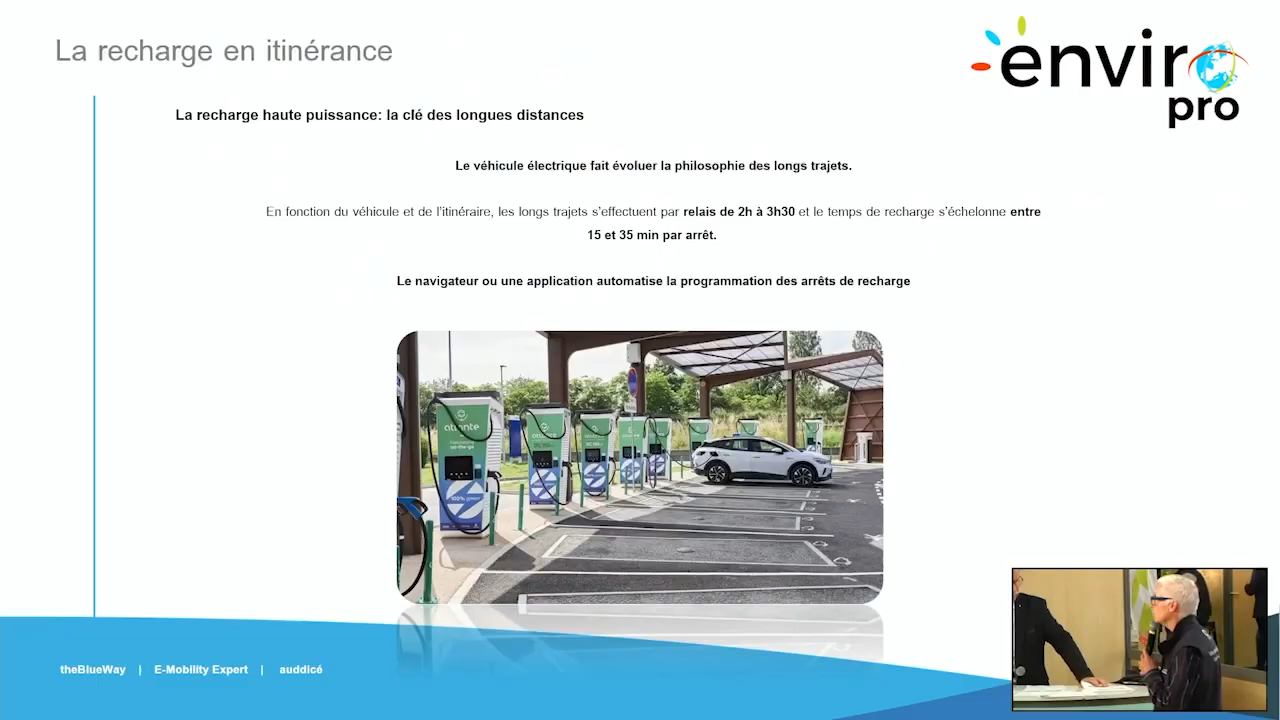 La recharge en itinérance
envir
pro
La recharge haute puissance: la clé des longues distances
Le véhicule électrique fait évoluer la philosophie des longs trajets.
En fonction du véhicule et de l'itinéraire, les longs trajets s'effectuent par relais de 2h à 3h30 et le temps de recharge s'échelonne entre
15 et 35 min par arrêt.
Le navigateur ou une application automatise la programmation des arrêts de recharge
atlante
100% green
theBlueWay | E-Mobility Expert | auddicé